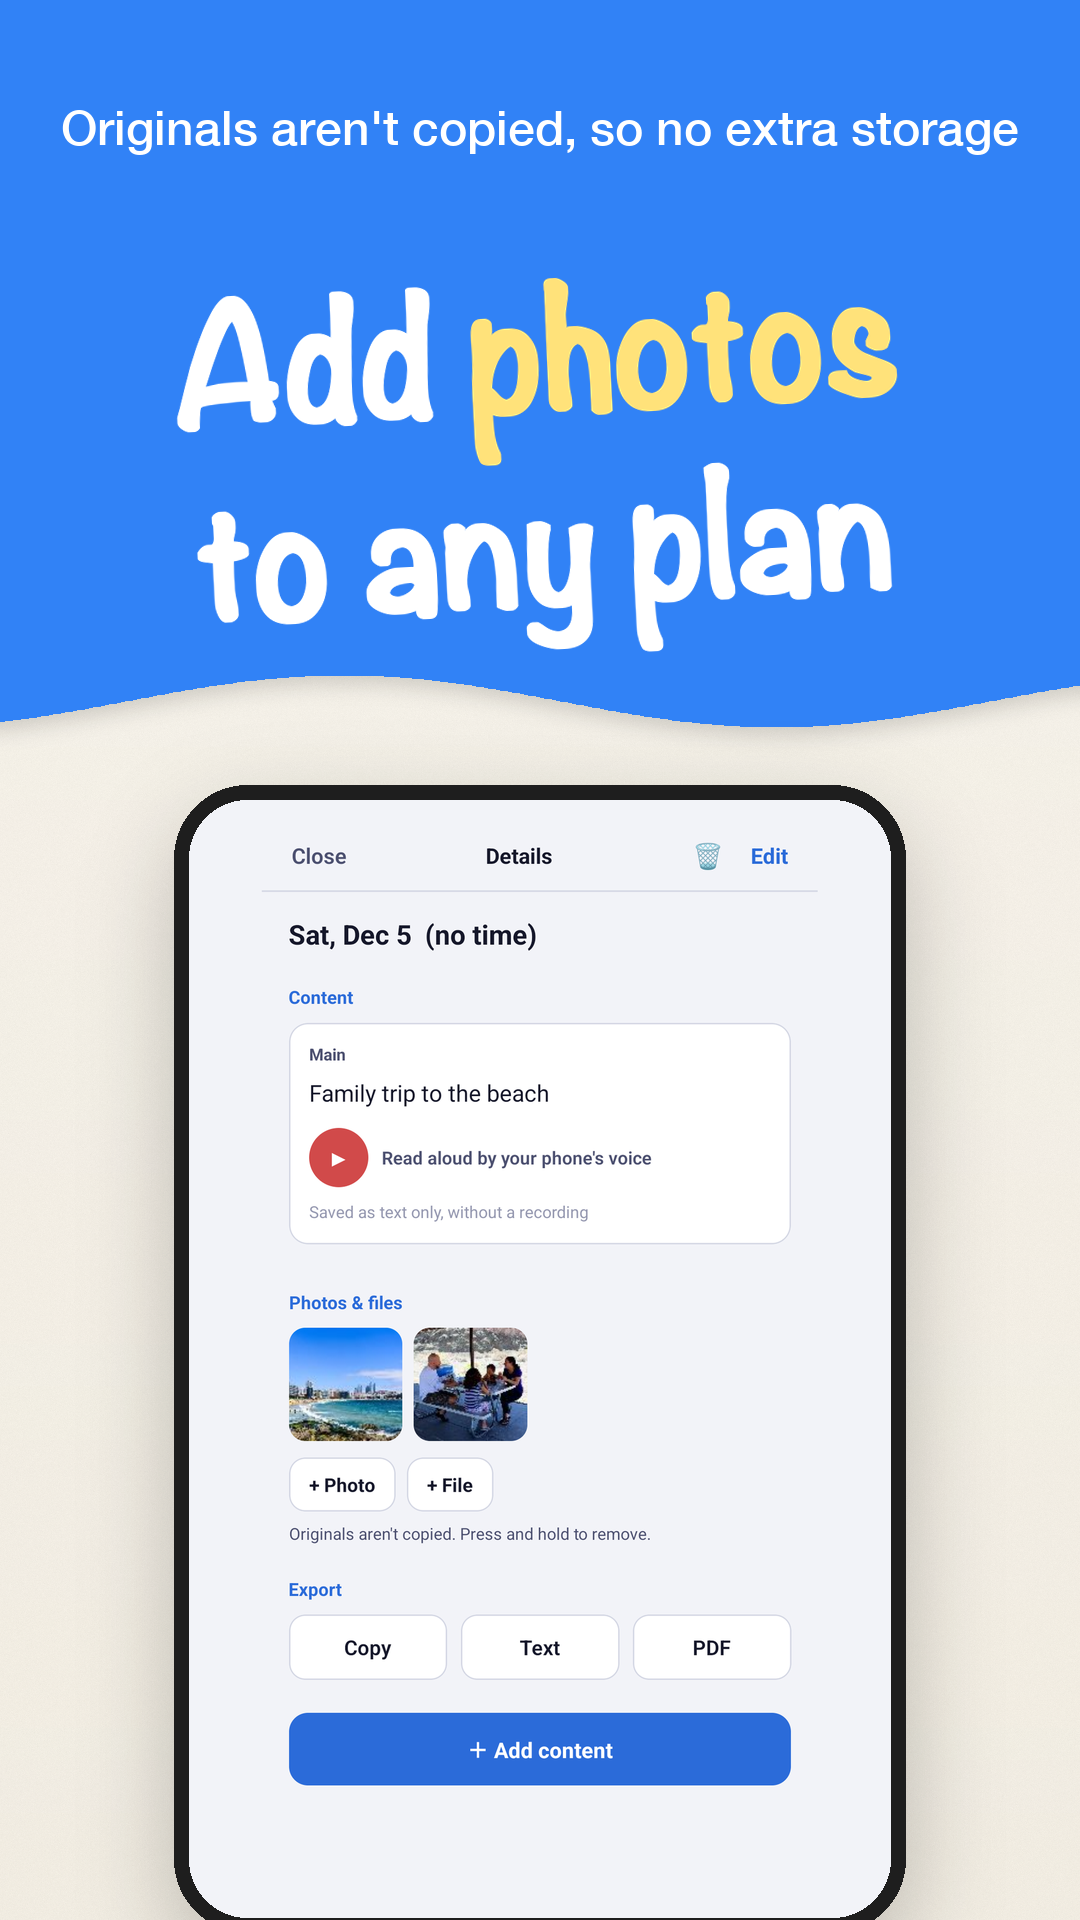 Originals aren't copied, so no extra storage
Add photos
to any plan
Close Details Edit
Sat, Dec 5 (no time)
Content
Main
Family trip to the beach
Read aloud by your phone's voice
Saved as text only, without a recording
Photos & files
+ Photo + File
Originals aren't copied. Press and hold to remove.
Export
Copy Text PDF
+ Add content